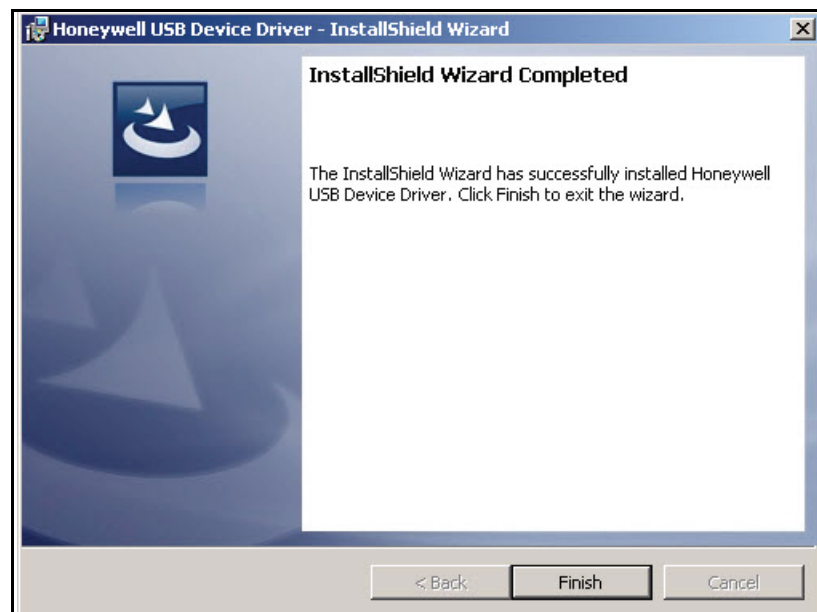 Honeywell USB Device Driver - InstallShield Wizard
InstallShield Wizard Completed
The InstallShield Wizard has successfully installed Honeywell
USB Device Driver. Click Finish to exit the wizard.
< Back Finish Cancel